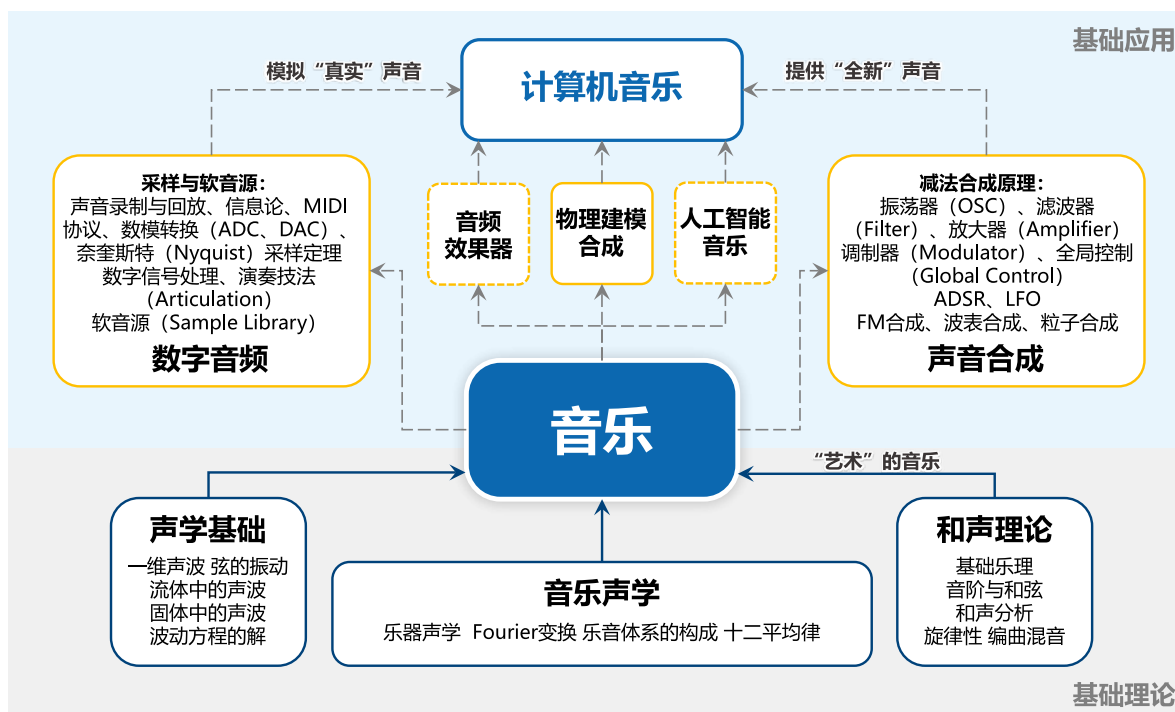 基础应用
模拟“真实”声音
计算机音乐
提供“全新”声音
采样与软音源：
声音录制与回放、信息论、MIDI
协议、数模转换（ADC、DAC）、
奈奎斯特（Nyquist）采样定理
数字信号处理、演奏技法
（Articulation）
软音源（Sample Library）
数字音频
音频
效果器
物理建模
合成
人工智能
音乐
减法合成原理：
振荡器（OSC）、滤波器
（Filter）、放大器（Amplifier）
调制器（Modulator）、全局控制
（Global Control）
ADSR、LFO
FM合成、波表合成、粒子合成
声音合成
音乐
“艺术”的音乐
声学基础
一维声波 弦的振动
流体中的声波
固体中的声波
波动方程的解
音乐声学
乐器声学 Fourier变换 乐音体系的构成 十二平均律
和声理论
基础乐理
音阶与和弦
和声分析
旋律性 编曲混音
基础理论